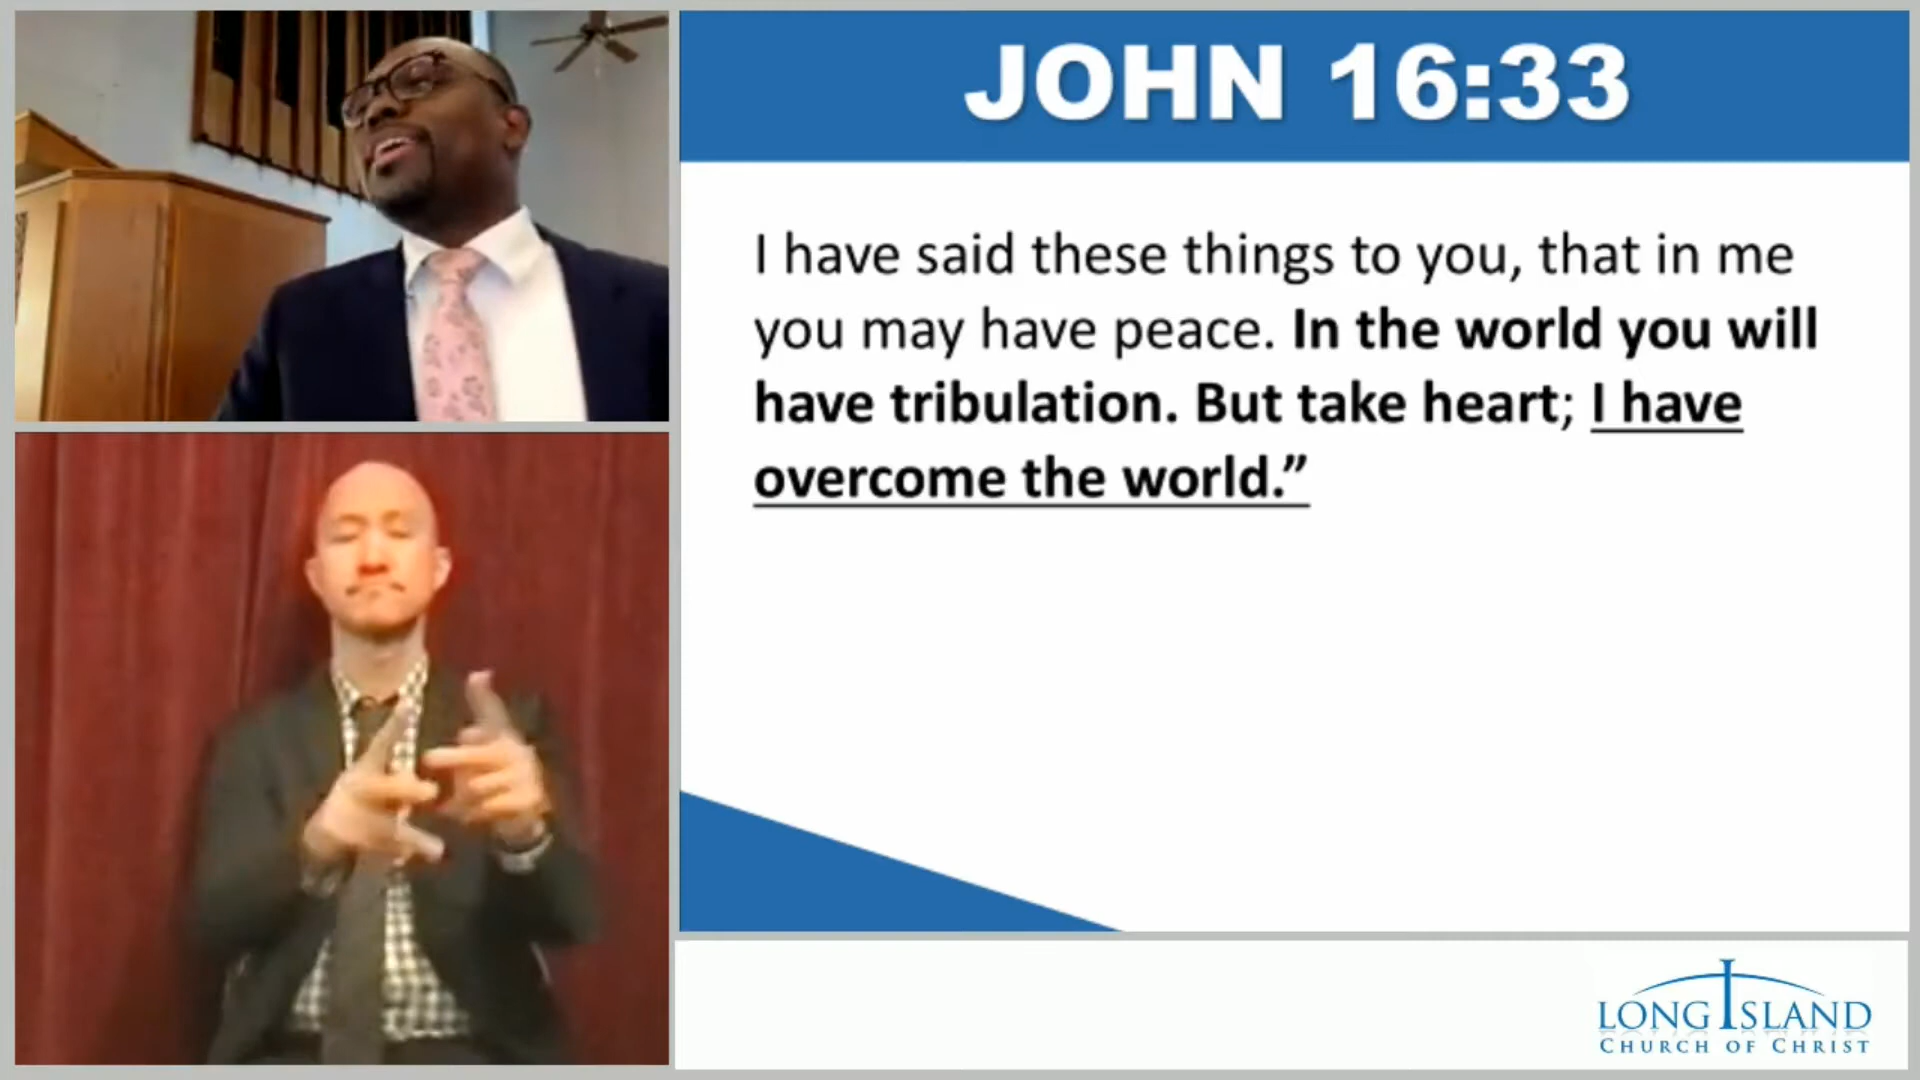 JOHN 16:33
I have said these things to you, that in me
you may have peace. In the world you will
have tribulation. But take heart; I have
overcome the world.”
LONG ISLAND
CHURCH OF CHRIST